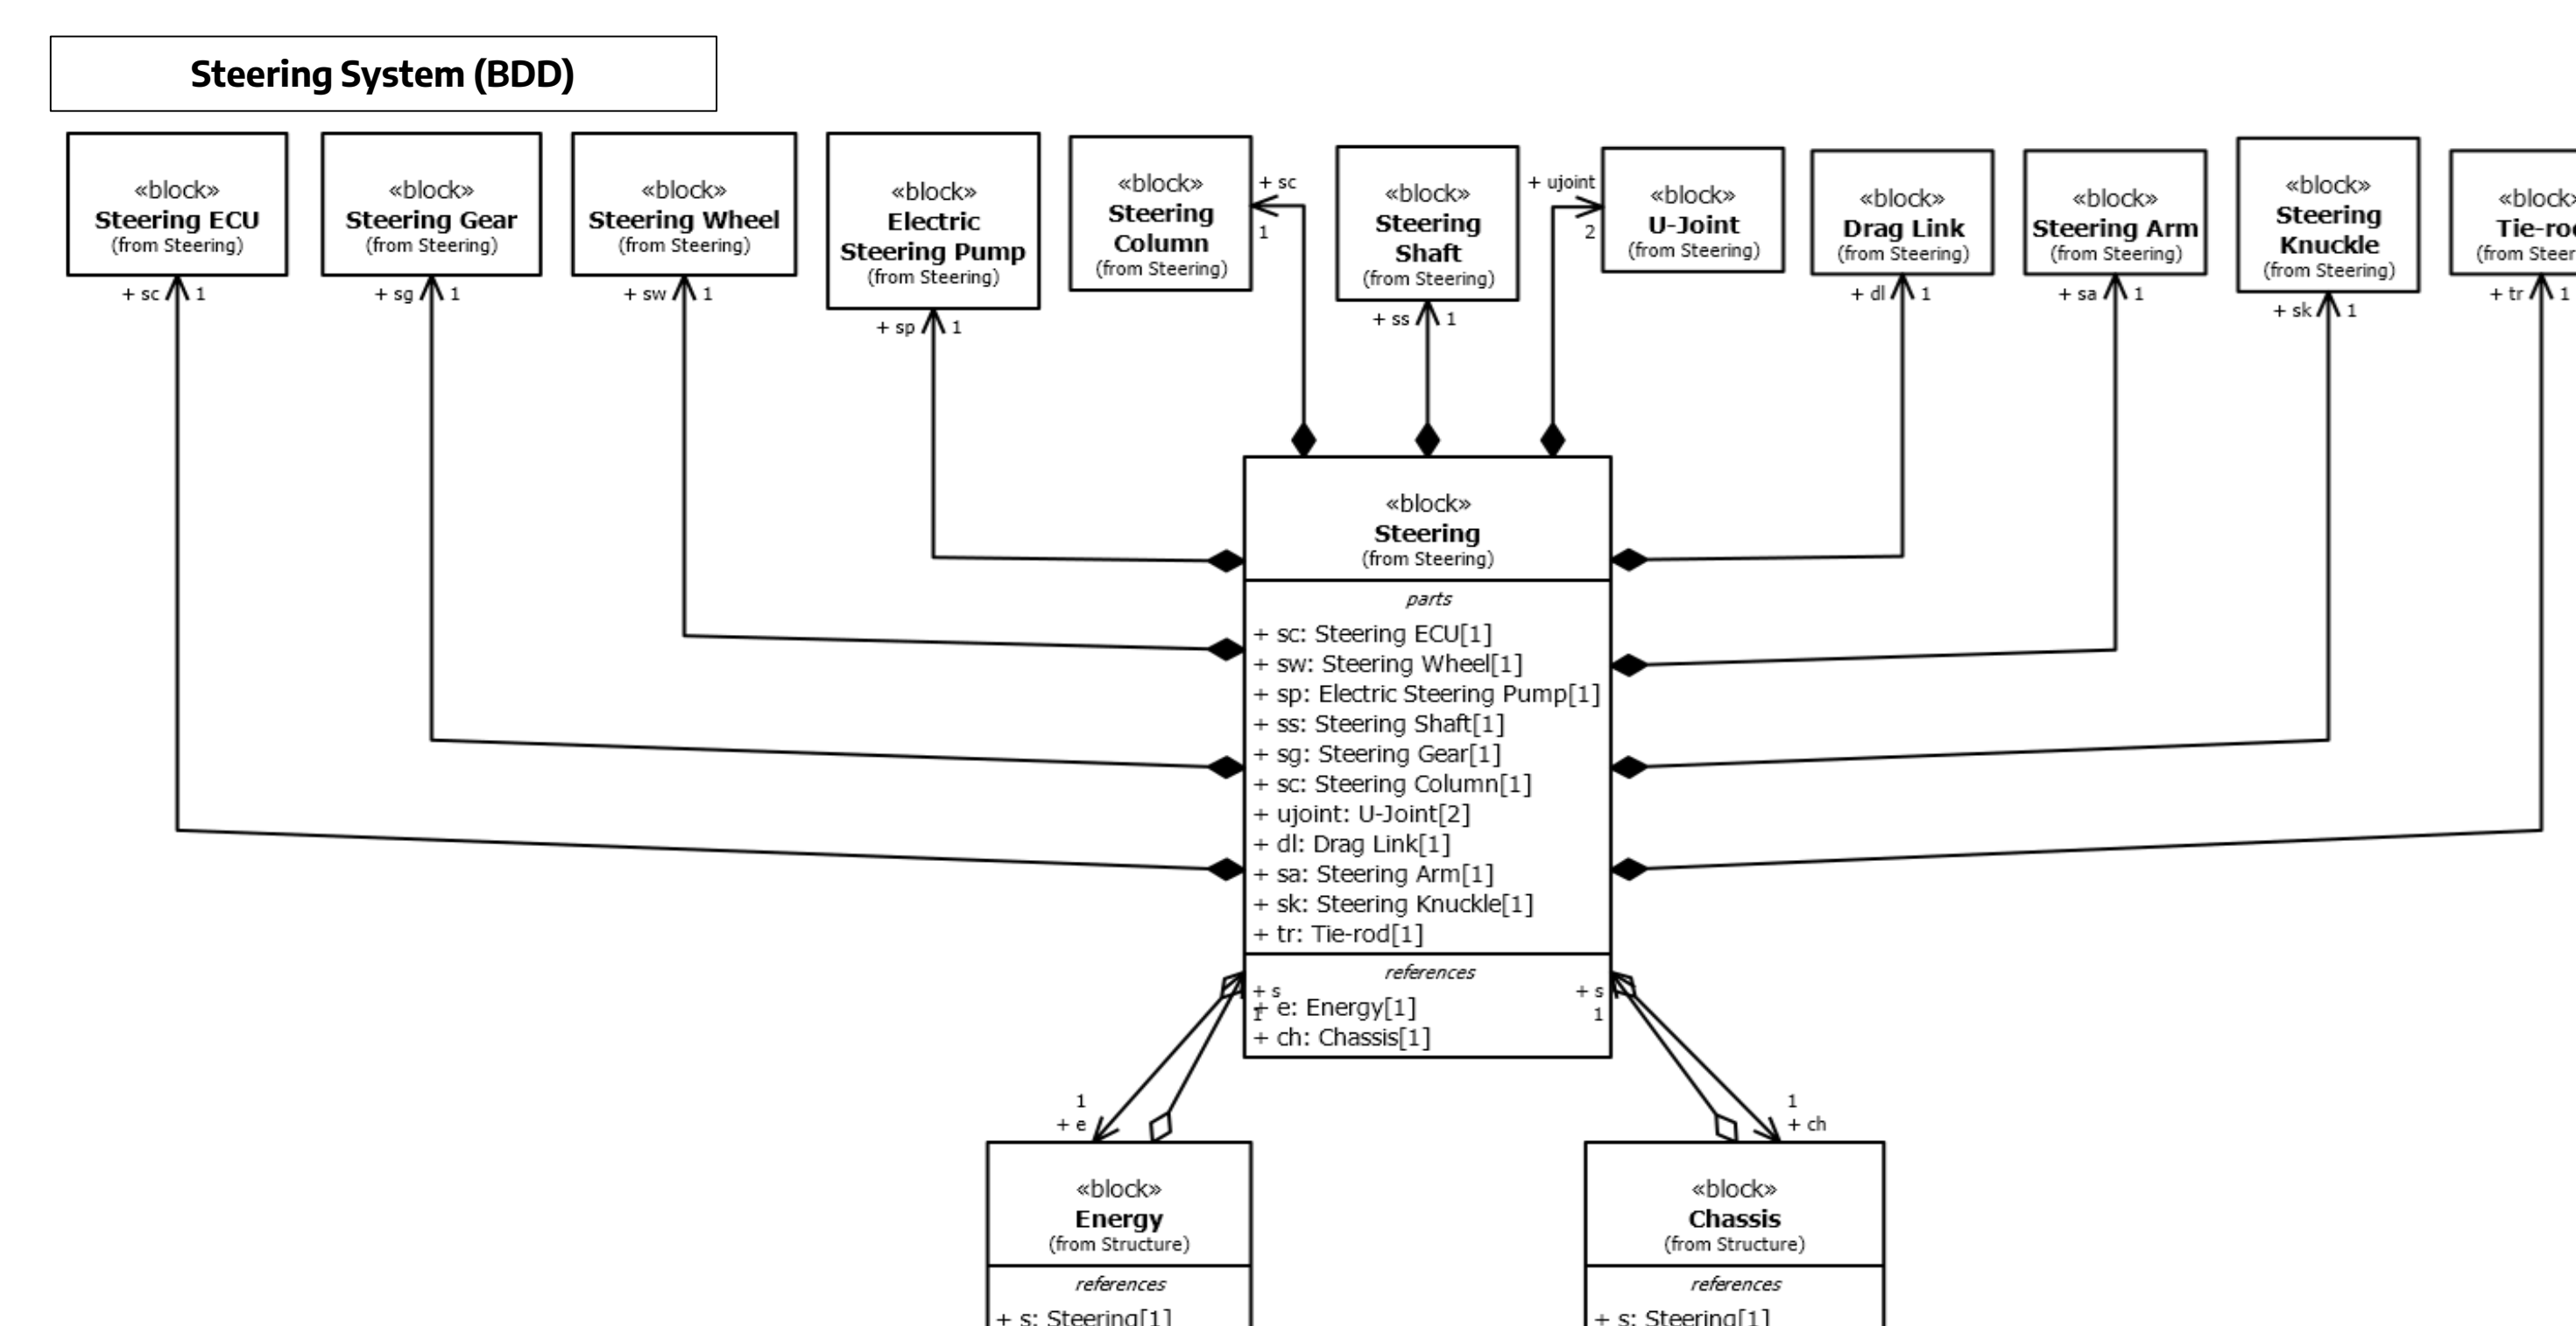 Steering System (BDD)
«block»
Steering ECU
(from Steering)
+ sc 1
«block»
Steering Gear
(from Steering)
+ sg 1
«block»
Steering Wheel
(from Steering)
+ sw 1
«block»
Electric
Steering Pump
(from Steering)
+ sp 1
«block»
Steering
Column
(from Steering)
+ sc
1
«block»
Steering
Shaft
(from Steering)
+ ss 1
+ ujoint
2
«block»
U-Joint
(from Steering)
«block»
Drag Link
(from Steering)
+ dl 1
«block»
Steering Arm
(from Steering)
+ sa 1
«block»
Steering
Knuckle
(from Steering)
+ sk 1
«block»
Tie-ro
(from Steer
+ tr 1
«block»
Steering
(from Steering)
parts
+ sc: Steering ECU[1]
+ sw: Steering Wheel[1]
+ sp: Electric Steering Pump[1]
+ ss: Steering Shaft[1]
+ sg: Steering Gear[1]
+ sc: Steering Column[1]
+ ujoint: U-Joint[2]
+ dl: Drag Link[1]
+ sa: Steering Arm[1]
+ sk: Steering Knuckle[1]
+ tr: Tie-rod[1]
references
+ s
1
+ s
1
+ e: Energy[1]
+ ch: Chassis[1]
1
+ e
1
+ ch
«block»
Energy
(from Structure)
references
+ s: Steering[1]
«block»
Chassis
(from Structure)
references
+ s: Steering[1]